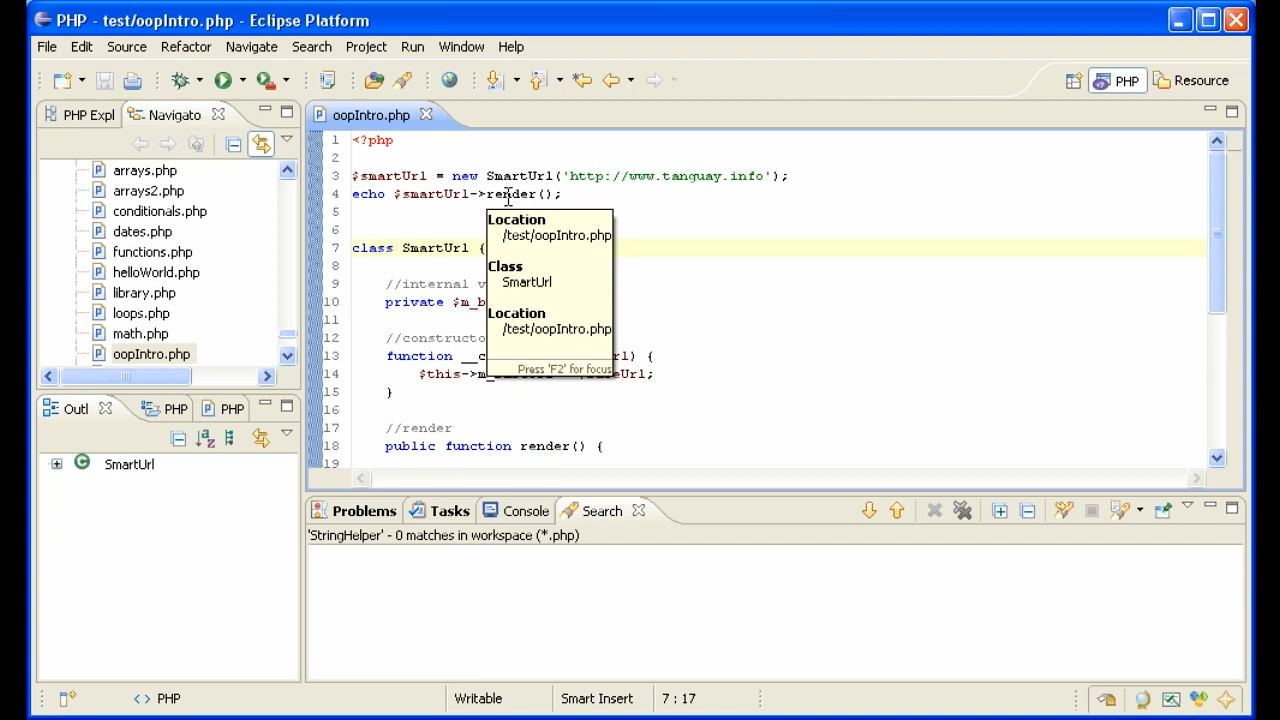 PHP - test/oopIntro.php - Eclipse Platform
File Edit Source Refactor Navigate Search Project Run Window Help
PHP Resource
PHP Expl Navigato
oopIntro.php
arrays.php
arrays2.php
conditionals.php
dates.php
functions.php
helloWorld.php
library.php
loops.php
math.php
oopIntro.php
Outl PHP PHP
SmartUrl
1 <?php
2
3 $smartUrl = new SmartUrl('http://www.tanguay.info');
4 echo $smartUrl->render();
5
6
7 class SmartUrl {
8
9 //internal v
10 private $m_b
11
12 //constructo
13 function __c rl) {
14 $this->m_ eUrl;
15 }
16
17 //render
18 public function render() {
19
Location
/test/oopIntro.php
Class
SmartUrl
Location
/test/oopIntro.php
Press 'F2' for focus
Problems Tasks Console Search
'StringHelper' - 0 matches in workspace (*.php)
<> PHP Writable Smart Insert 7 : 17